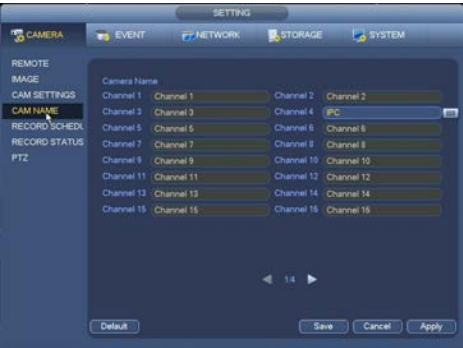 SETTING
CAMERA EVENT NETWORK STORAGE SYSTEM
REMOTE
IMAGE
CAM SETTINGS
CAM NAME
RECORD SCHEDL
RECORD STATUS
PTZ
Camera Name
Channel 1 Channel 1 Channel 2 Channel 2
Channel 3 Channel 3 Channel 4 IPC
Channel 5 Channel 5 Channel 6 Channel 6
Channel 7 Channel 7 Channel 8 Channel 8
Channel 9 Channel 9 Channel 10 Channel 10
Channel 11 Channel 11 Channel 12 Channel 12
Channel 13 Channel 13 Channel 14 Channel 14
Channel 15 Channel 15 Channel 16 Channel 16
1/4
Default Save Cancel Apply